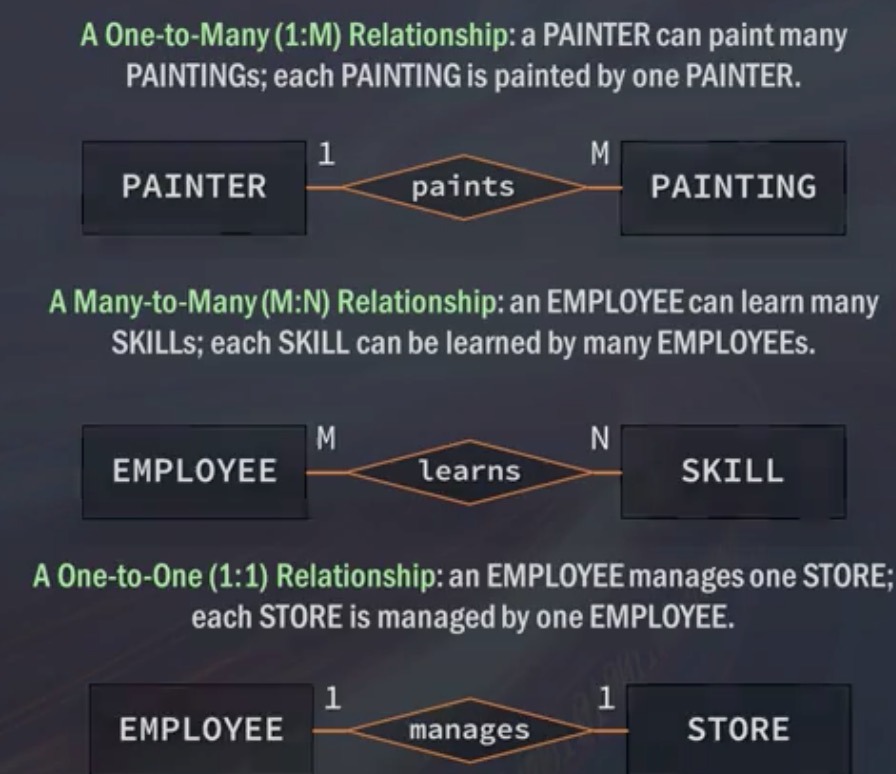 A One-to-Many (1:M) Relationship: a PAINTER can paint many
PAINTINGs; each PAINTING is painted by one PAINTER.
1 M
PAINTER paints PAINTING
A Many-to-Many (M:N) Relationship: an EMPLOYEE can learn many
SKILLs; each SKILL can be learned by many EMPLOYEEs.
M N
EMPLOYEE learns SKILL
A One-to-One (1:1) Relationship: an EMPLOYEE manages one STORE;
each STORE is managed by one EMPLOYEE.
1 1
EMPLOYEE manages STORE